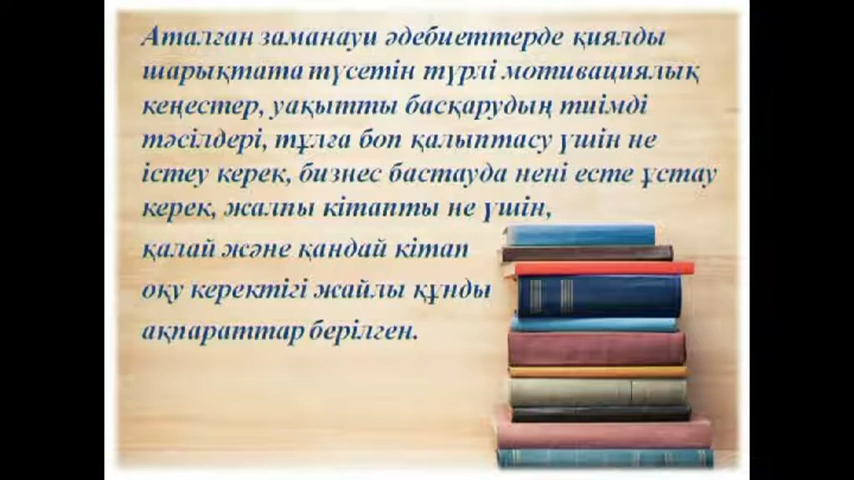 Аталған заманауи әдебиеттерде қиялды
шарықтата түсетін түрлі мотивациялық
кеңестер, уақытты басқарудың тиімді
тәсілдері, тұлға боп қалыптасу үшін не
істеу керек, бизнес бастауда нені есте ұстау
керек, жалпы кітапты не үшін,
қалай және қандай кітап
оқу керектігі жайлы құнды
ақпараттар берілген.